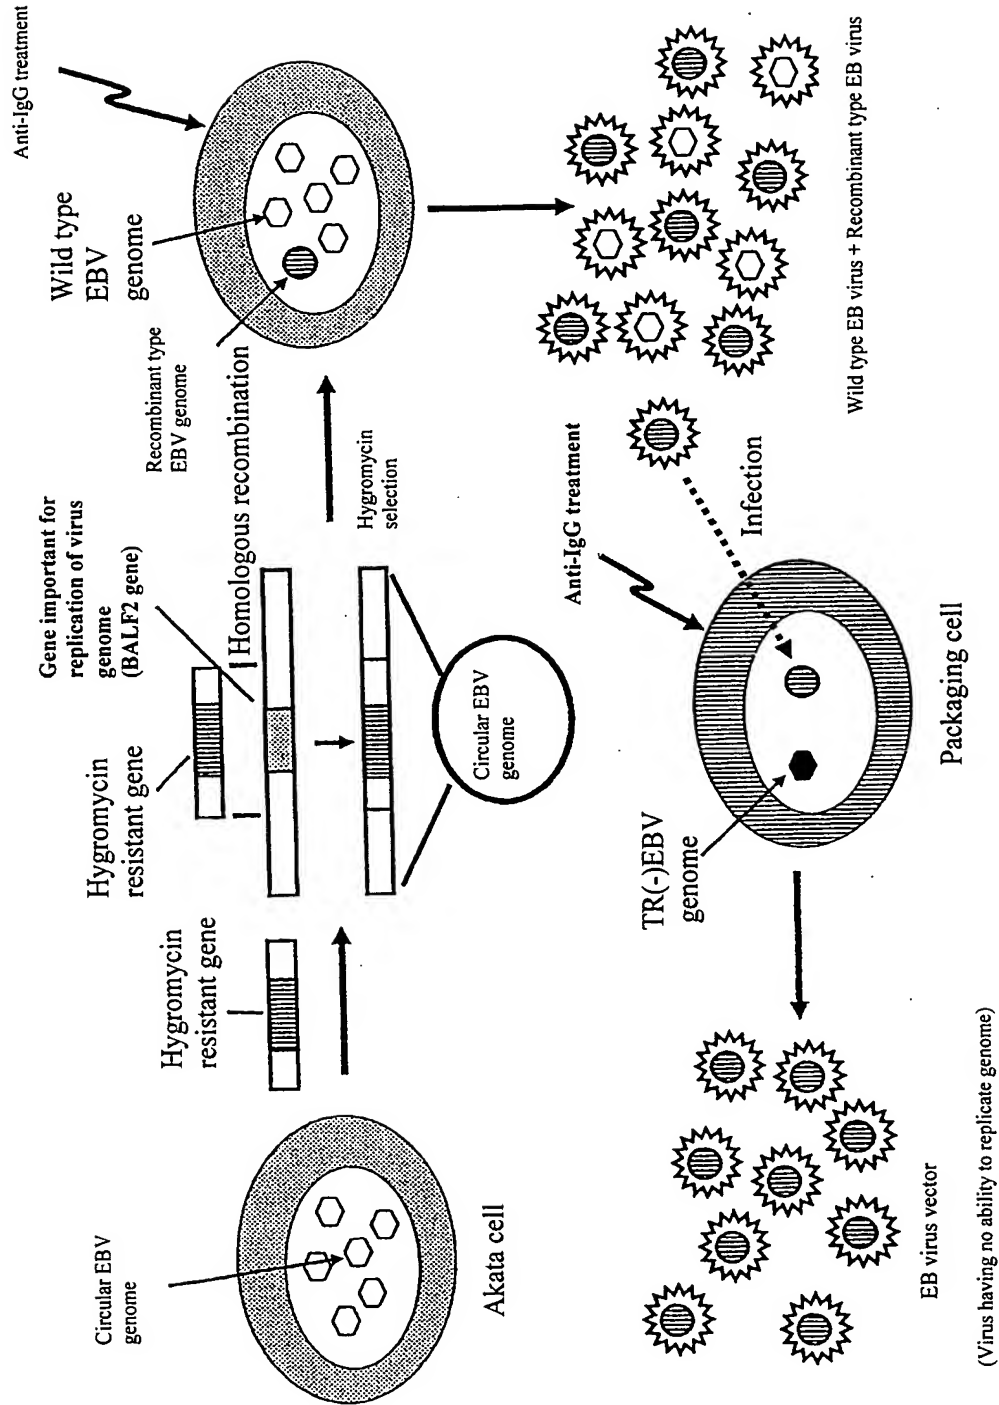 Circular EBV
genome
Akata cell
Hygromycin
resistant gene
Hygromycin
resistant gene
Gene important for
replication of virus
genome
(BALF2 gene)
Homologous recombination
Circular EBV
genome
Hygromycin
selection
Recombinant type
EBV genome
Wild type
EBV
genome
Anti-IgG treatment
Wild type EB virus + Recombinant type EB virus
Infection
Anti-IgG treatment
TR(-)EBV
genome
Packaging cell
EB virus vector
(Virus having no ability to replicate genome)